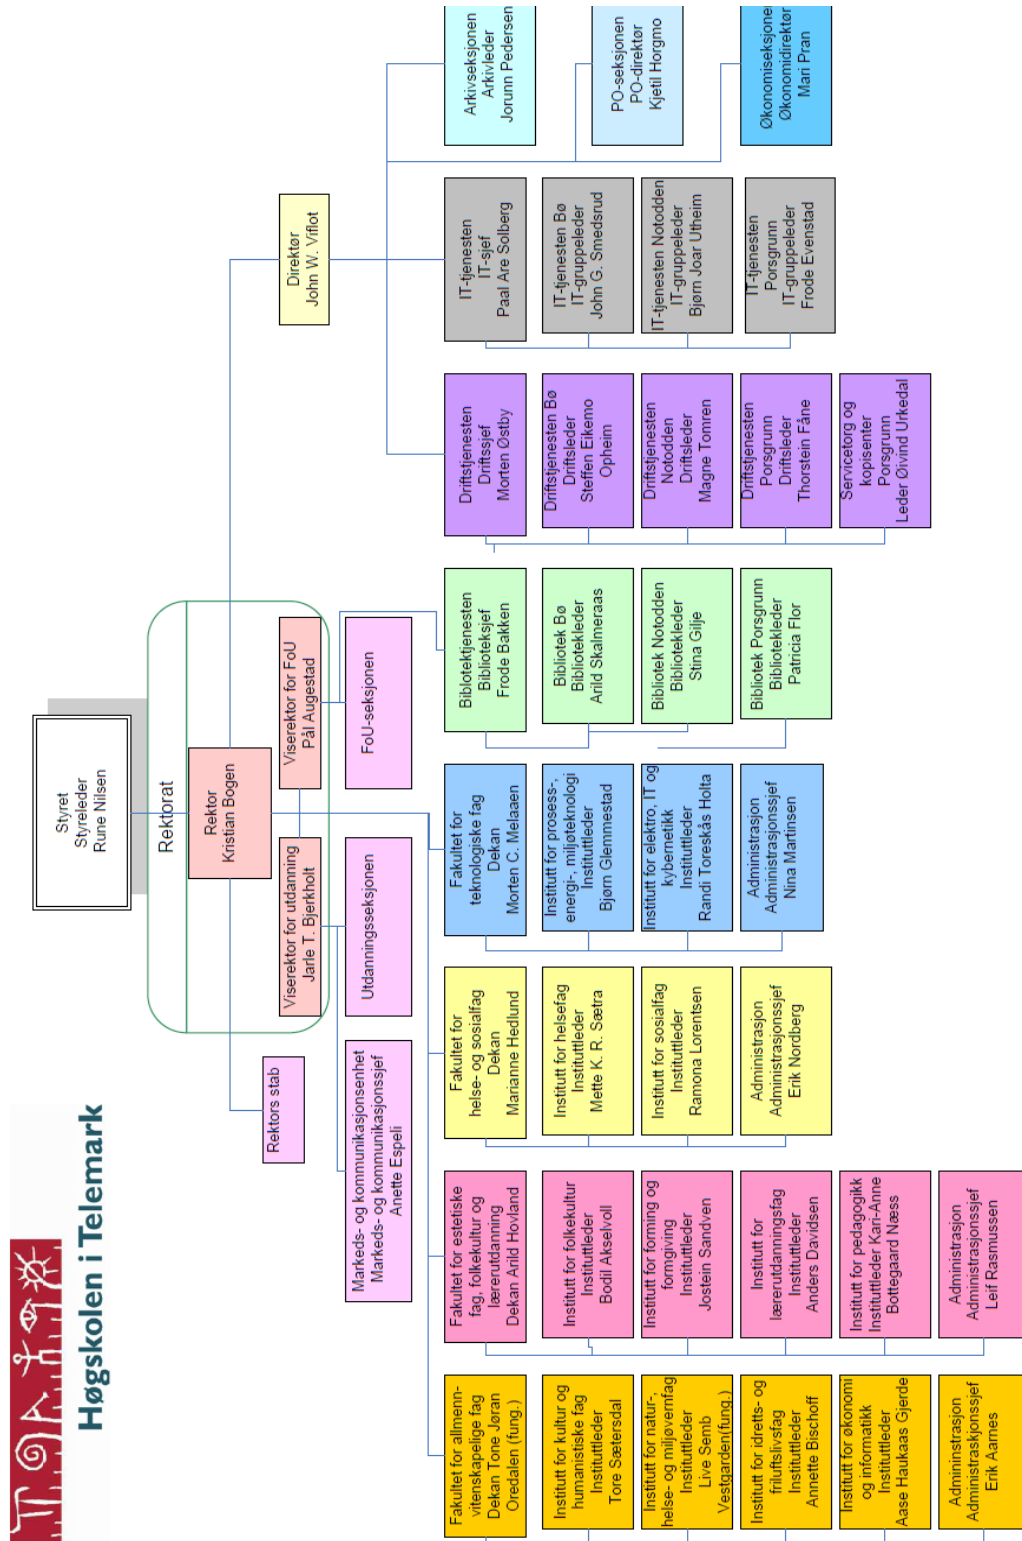 Høgskolen i Telemark
Styret
Styreleder
Rune Nilsen
Rektorat
Rektor
Kristian Bogen
Viserektor for utdanning
Jarle T. Bjerkholt
Viserektor for FoU
Pål Augestad
Rektors stab
Direktør
John W. Viflot
Markeds- og kommunikasjonsenhet
Markeds- og kommunikasjonssjef
Anette Espeli
Utdanningsseksjonen
FoU-seksjonen
Fakultet for allmenn-
vitenskapelige fag
Dekan Tone Jøran
Oredalen (fung.)
Institutt for kultur og
humanistiske fag
Instituttleder
Tore Sætersdal
Institutt for natur-,
helse- og miljøvernfag
Instituttleder
Live Semb
Vestgarden(fung.)
Institutt for idretts- og
friluftslivsfag
Instituttleder
Annette Bischoff
Institutt for økonomi
og informatikk
Instituttleder
Aase Haukaas Gjerde
Admininstrasjon
Administraskjonssjef
Erik Aarnes
Fakultet for estetiske
fag, folkekultur og
lærerutdanning
Dekan Arild Hovland
Institutt for folkekultur
Instituttleder
Bodil Akselvoll
Institutt for forming og
formgiving
Instituttleder
Jostein Sandven
Institutt for
lærerutdanningsfag
Instituttleder
Anders Davidsen
Institutt for pedagogikk
Instituttleder Kari-Anne
Bottegaard Næss
Administrasjon
Administrasjonssjef
Leif Rasmussen
Fakultet for
helse- og sosialfag
Dekan
Marianne Hedlund
Institutt for helsefag
Instituttleder
Mette K. R. Sætra
Institutt for sosialfag
Instituttleder
Ramona Lorentsen
Administrasjon
Administrasjonssjef
Erik Nordberg
Fakultet for
teknologiske fag
Dekan
Morten C. Melaaen
Institutt for prosess-,
energi-, miljøteknologi
Instituttleder
Bjørn Glemmestad
Institutt for elektro, IT og
kybernetikk
Instituttleder
Randi Toreskås Holta
Administrasjon
Administrasjonssjef
Nina Martinsen
Biblotektjenesten
Biblioteksjef
Frode Bakken
Bibliotek Bø
Bibliotekleder
Arild Skalmeraas
Bibliotek Notodden
Bibliotekleder
Stina Gilje
Bibliotek Porsgrunn
Bibliotekleder
Patricia Flor
Driftstjenesten
Driftssjef
Morten Østby
Driftstjenesten Bø
Driftsleder
Steffen Eikemo
Opheim
Driftstjenesten
Notodden
Driftsleder
Magne Tomren
Driftstjenesten
Porsgrunn
Driftsleder
Thorstein Fåne
Servicetorg og
kopisenter
Porsgrunn
Leder Øivind Urkedal
IT-tjenesten
IT-sjef
Paal Are Solberg
IT-tjenesten Bø
IT-gruppeleder
John G. Smedsrud
IT-tjenesten Notodden
IT-gruppeleder
Bjørn Joar Utheim
IT-tjenesten
Porsgrunn
IT-gruppeleder
Frode Evenstad
Arkivseksjonen
Arkivleder
Jorunn Pedersen
PO-seksjonen
PO-direktør
Kjetil Horgmo
Økonomiseksjonen
Økonomidirektør
Mari Pran